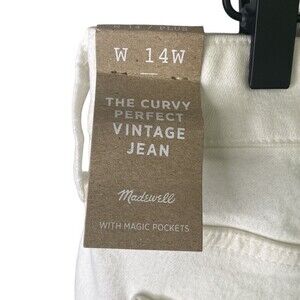 W 14W
THE CURVY
PERFECT
VINTAGE
JEAN
Madewell
WITH MAGIC POCKETS